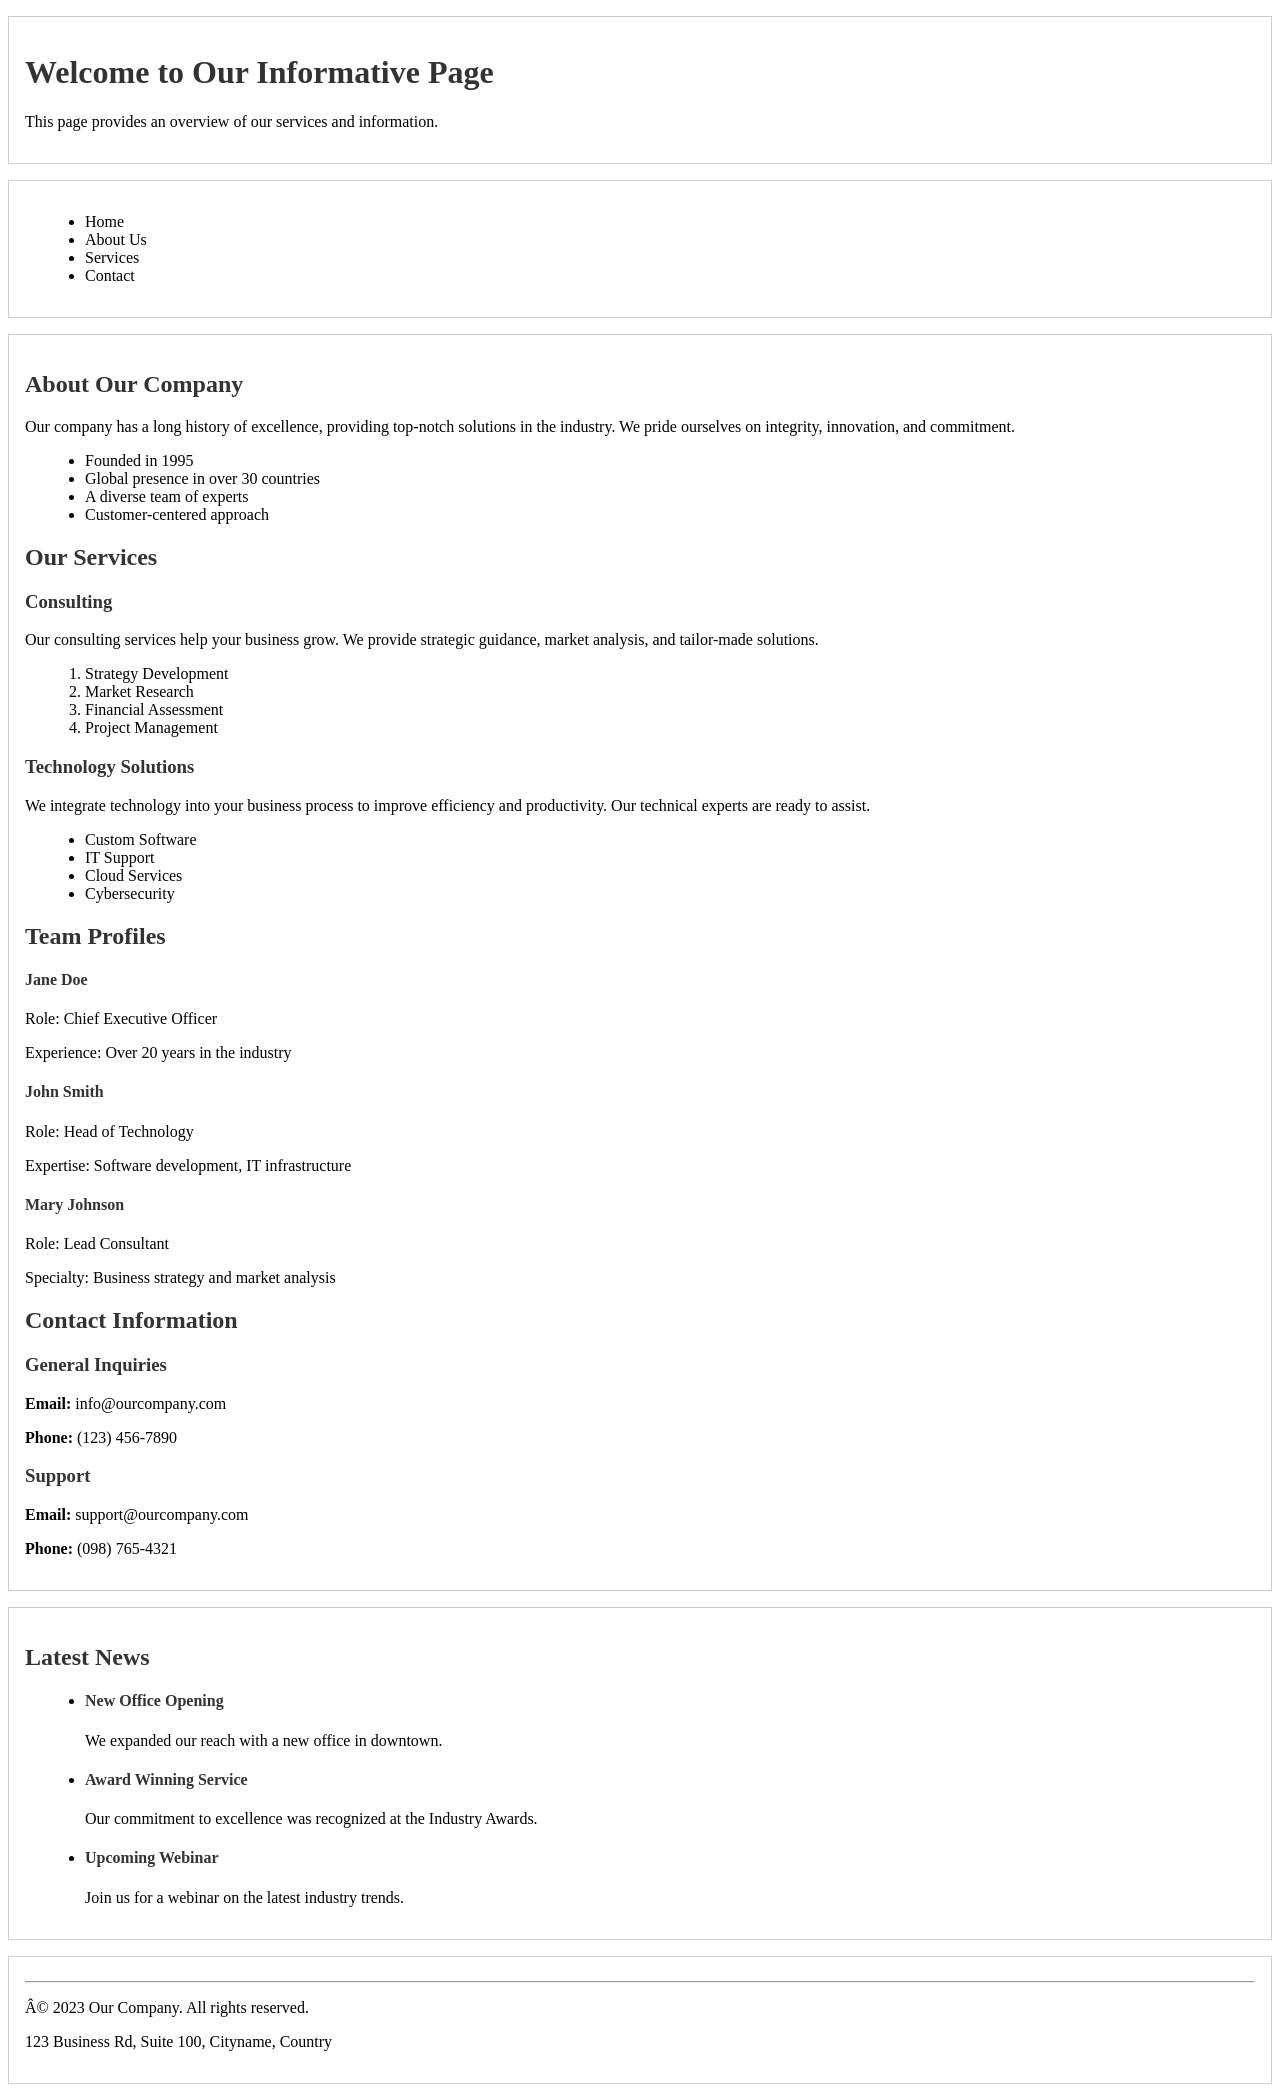 Welcome to Our Informative Page
This page provides an overview of our services and information.
• Home
• About Us
• Services
• Contact
About Our Company
Our company has a long history of excellence, providing top-notch solutions in the industry. We pride ourselves on integrity, innovation, and commitment.
• Founded in 1995
• Global presence in over 30 countries
• A diverse team of experts
• Customer-centered approach
Our Services
Consulting
Our consulting services help your business grow. We provide strategic guidance, market analysis, and tailor-made solutions.
1. Strategy Development
2. Market Research
3. Financial Assessment
4. Project Management
Technology Solutions
We integrate technology into your business process to improve efficiency and productivity. Our technical experts are ready to assist.
• Custom Software
• IT Support
• Cloud Services
• Cybersecurity
Team Profiles
Jane Doe
Role: Chief Executive Officer
Experience: Over 20 years in the industry
John Smith
Role: Head of Technology
Expertise: Software development, IT infrastructure
Mary Johnson
Role: Lead Consultant
Specialty: Business strategy and market analysis
Contact Information
General Inquiries
Email: info@ourcompany.com
Phone: (123) 456-7890
Support
Email: support@ourcompany.com
Phone: (098) 765-4321
Latest News
• New Office Opening
We expanded our reach with a new office in downtown.
• Award Winning Service
Our commitment to excellence was recognized at the Industry Awards.
• Upcoming Webinar
Join us for a webinar on the latest industry trends.
Â© 2023 Our Company. All rights reserved.
123 Business Rd, Suite 100, Cityname, Country